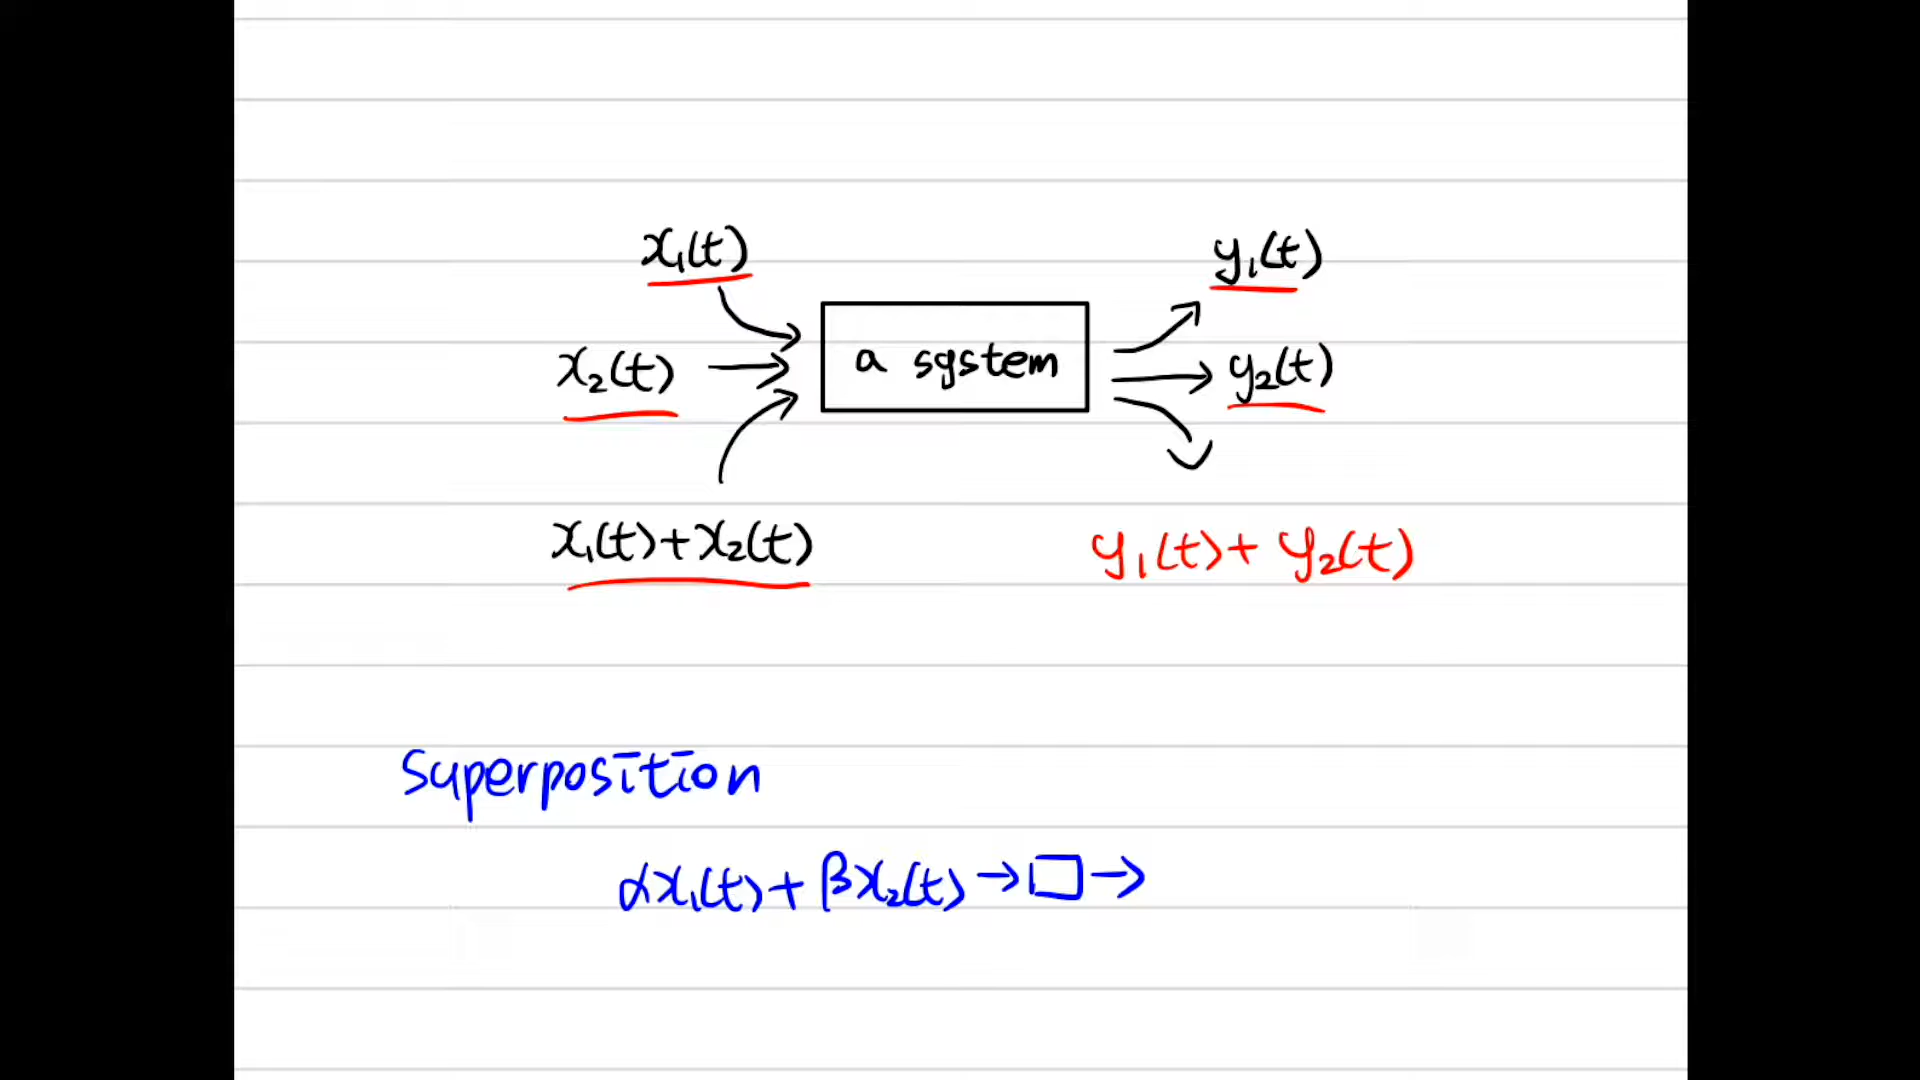 x₁(t) y₁(t)
x₂(t) → a system → y₂(t)
x₁(t)+x₂(t) y₁(t)+y₂(t)
Superposition
αx₁(t)+βx₂(t)→□→